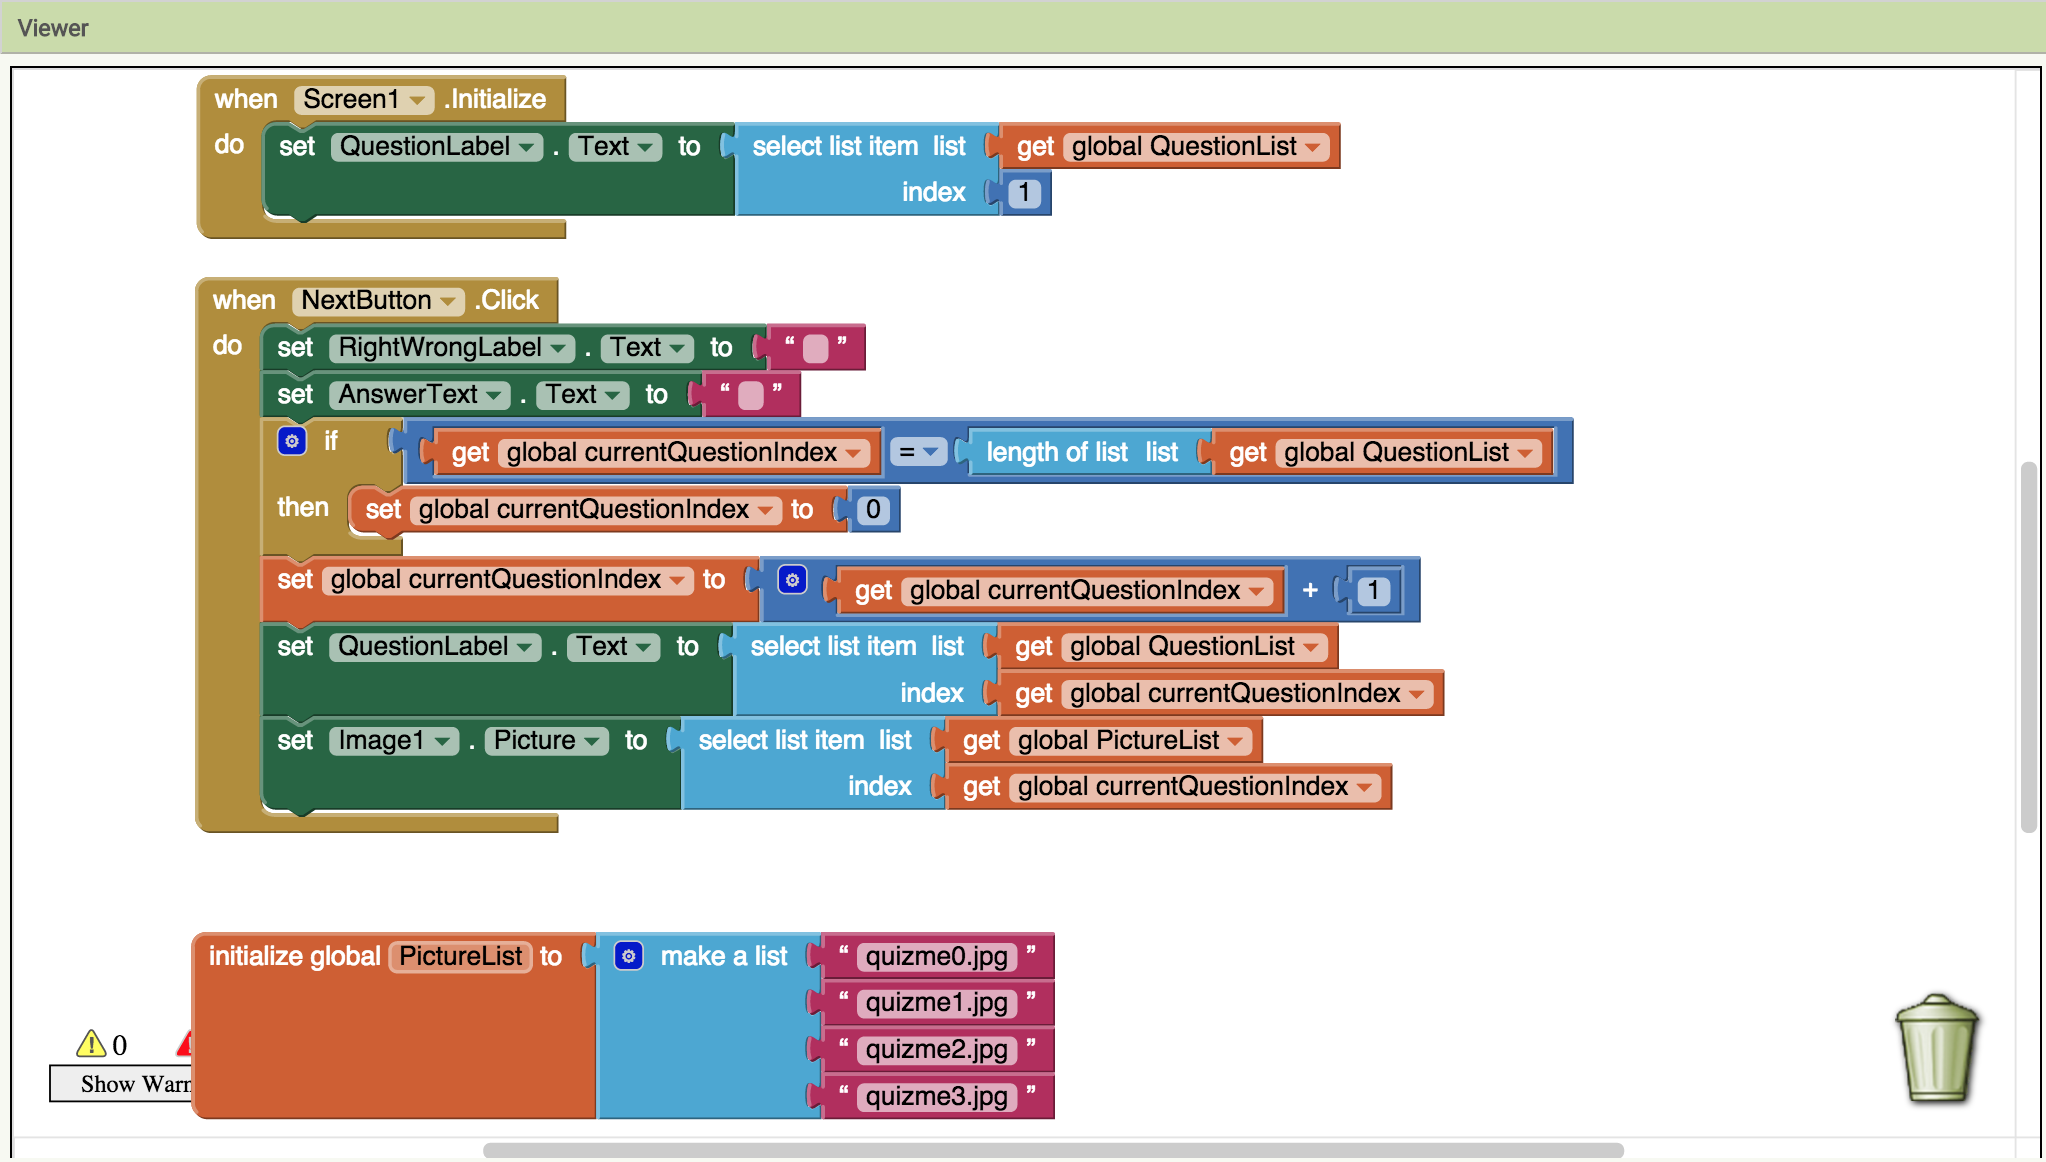 Viewer
when Screen1 .Initialize
do set QuestionLabel . Text to select list item list get global QuestionList
index 1
when NextButton .Click
do set RightWrongLabel . Text to “ ”
set AnswerText . Text to “ ”
if get global currentQuestionIndex = length of list list get global QuestionList
then set global currentQuestionIndex to 0
set global currentQuestionIndex to get global currentQuestionIndex + 1
set QuestionLabel . Text to select list item list get global QuestionList
index get global currentQuestionIndex
set Image1 . Picture to select list item list get global PictureList
index get global currentQuestionIndex
initialize global PictureList to make a list “ quizme0.jpg ”
“ quizme1.jpg ”
“ quizme2.jpg ”
“ quizme3.jpg ”
0
Show Warn